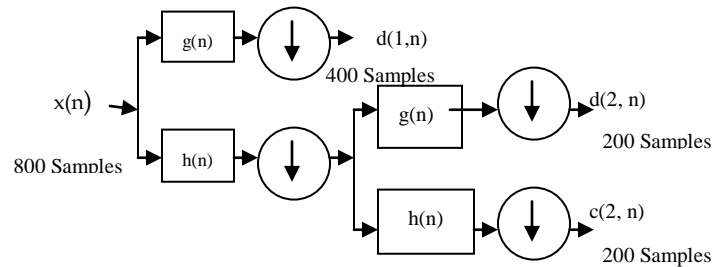 g(n)
d(1,n)
400 Samples
x(n)
g(n)
d(2, n)
200 Samples
800 Samples
h(n)
h(n)
c(2, n)
200 Samples